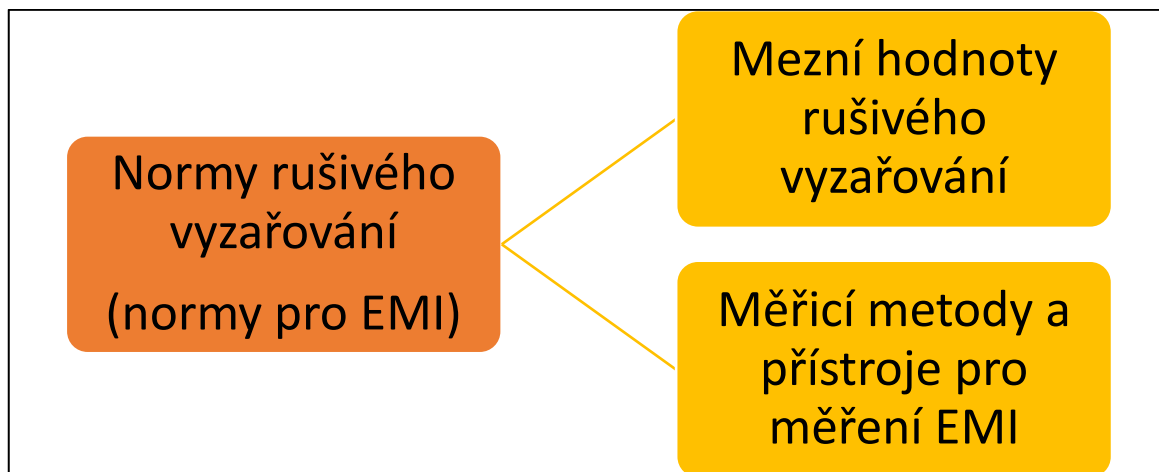 Normy rušivého
vyzařování
(normy pro EMI)
Mezní hodnoty
rušivého
vyzařování
Měřicí metody a
přístroje pro
měření EMI